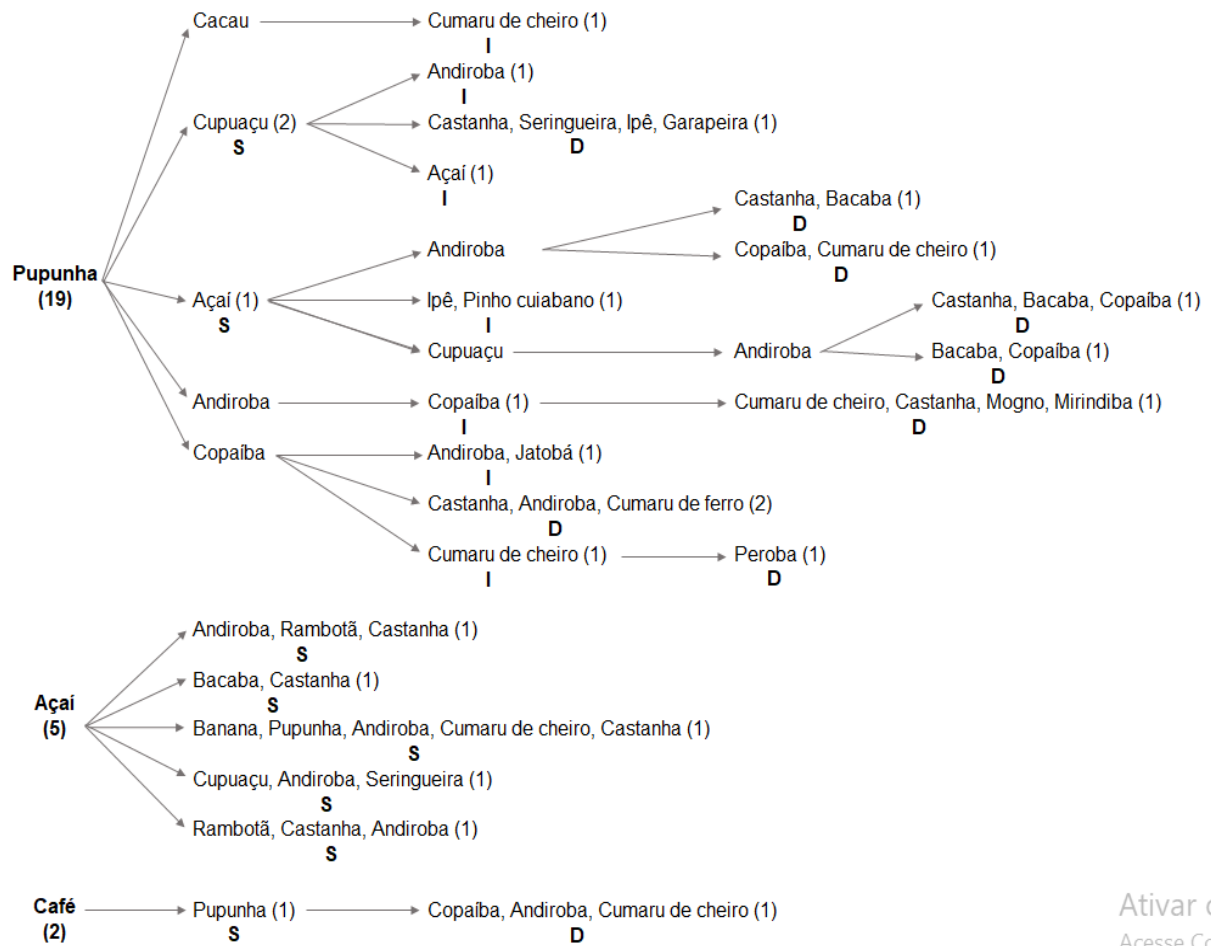 Cacau Cumaru de cheiro (1)
I
Andiroba (1)
I
Cupuaçu (2) Castanha, Seringueira, Ipê, Garapeira (1)
S D
Açaí (1)
I
Castanha, Bacaba (1)
D
Andiroba Copaíba, Cumaru de cheiro (1)
D
Pupunha
(19)
Açaí (1) Ipê, Pinho cuiabano (1) Castanha, Bacaba, Copaíba (1)
S I D
Cupuaçu Andiroba Bacaba, Copaíba (1)
D
Andiroba Copaíba (1) Cumaru de cheiro, Castanha, Mogno, Mirindiba (1)
I D
Copaíba Andiroba, Jatobá (1)
I
Castanha, Andiroba, Cumaru de ferro (2)
D
Cumaru de cheiro (1) Peroba (1)
I D
Andiroba, Rambotã, Castanha (1)
S
Bacaba, Castanha (1)
S
Açaí
(5)
Banana, Pupunha, Andiroba, Cumaru de cheiro, Castanha (1)
S
Cupuaçu, Andiroba, Seringueira (1)
S
Rambotã, Castanha, Andiroba (1)
S
Café Pupunha (1) Copaíba, Andiroba, Cumaru de cheiro (1)
(2) S D
Ativar
Acesse